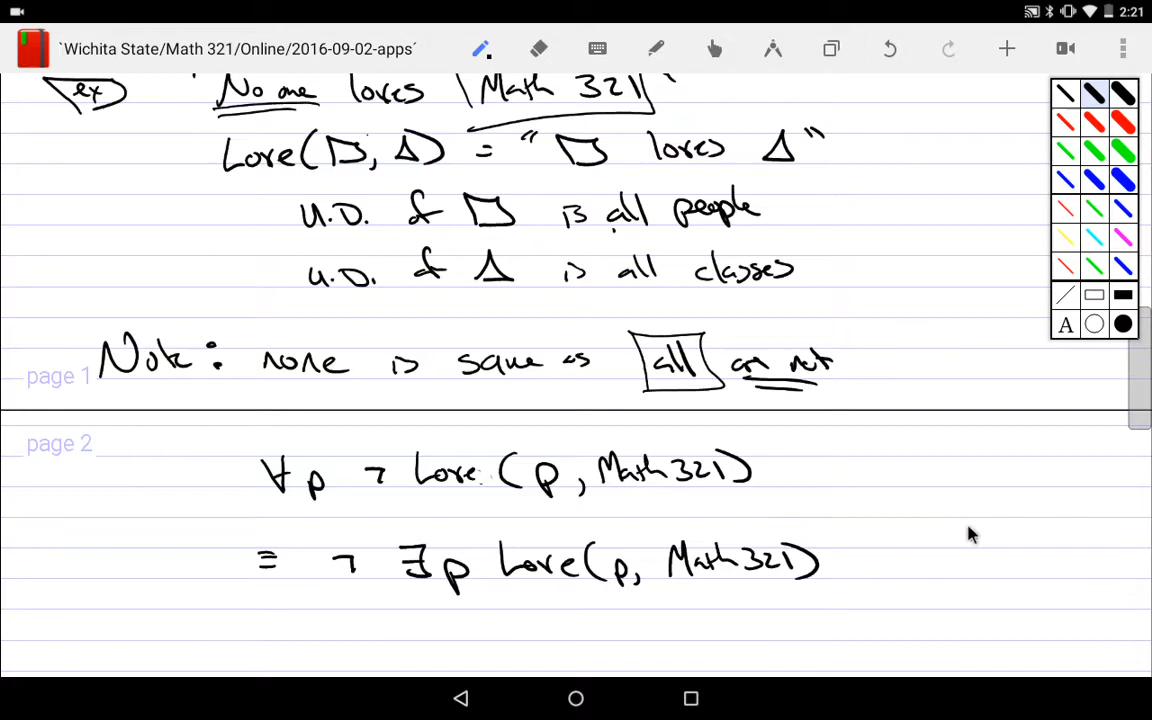 2:21
`Wichita State/Math 321/Online/2016-09-02-apps´
ex "No one loves Math 321"
Love(▭, Δ) = "▭ loves Δ"
U.D. of ▭ is all people
U.D. of Δ is all classes
Note: none is same as all are not
page 1
page 2
∀p ¬ Love (p, Math321)
≡ ¬ ∃p Love(p, Math321)
A